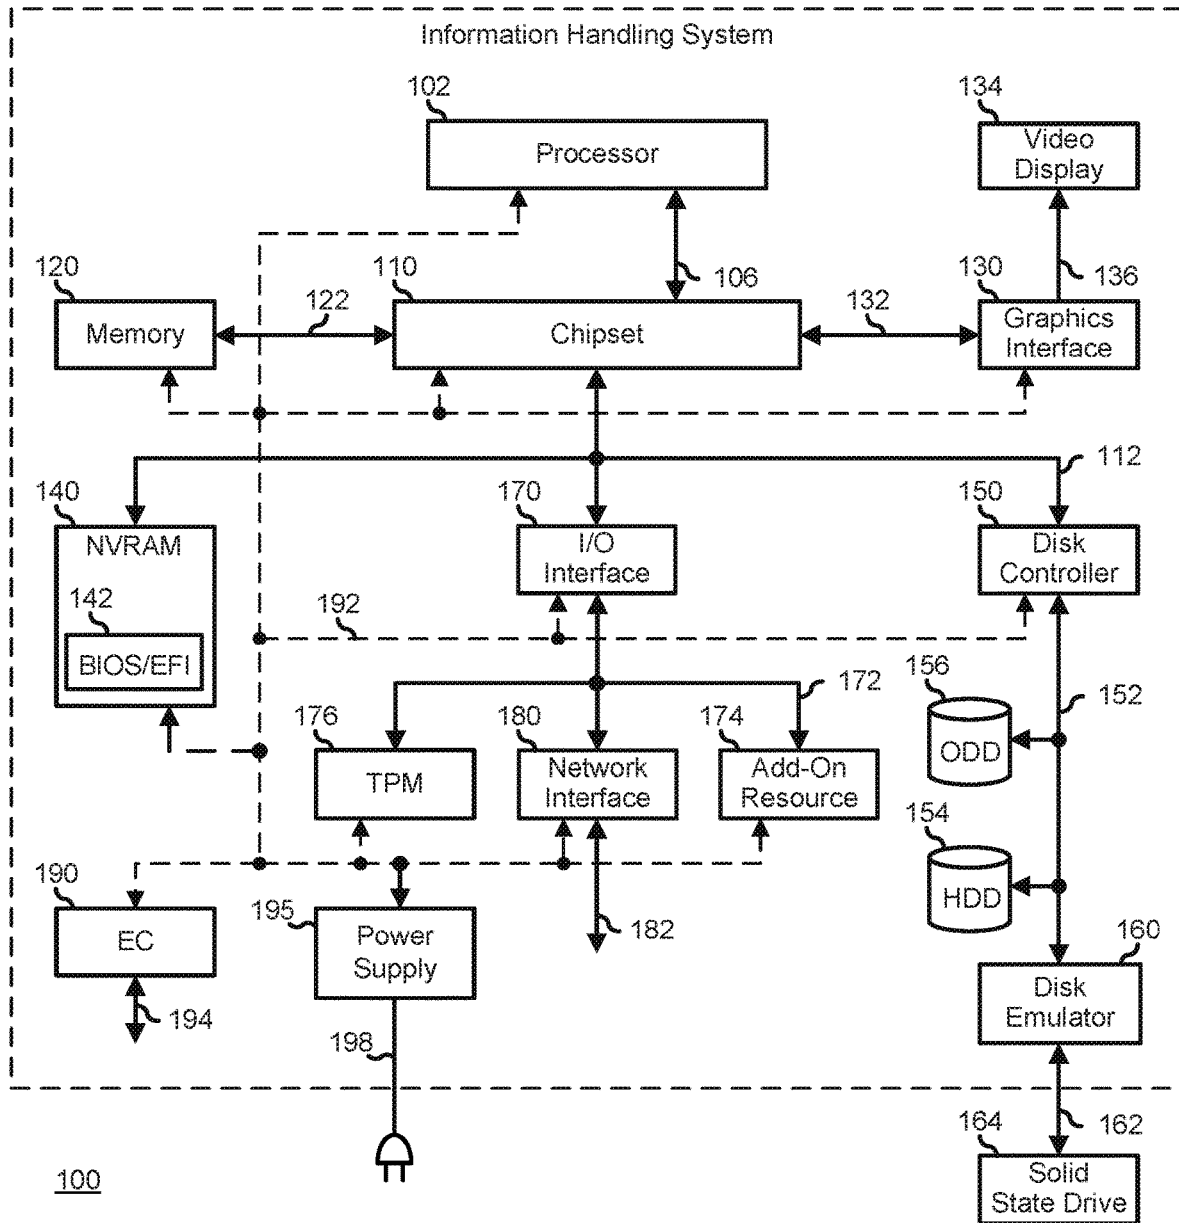 Information Handling System
102
134
Processor
Video
Display
120
110
106
130
136
122
132
Memory
Chipset
Graphics
Interface
112
140
170
150
NVRAM
I/O
Interface
Disk
Controller
142
192
BIOS/EFI
156
172
152
176
180
174
ODD
TPM
Network
Interface
Add-On
Resource
154
190
195
HDD
EC
Power
Supply
182
160
194
Disk
Emulator
198
164
162
100
Solid
State Drive